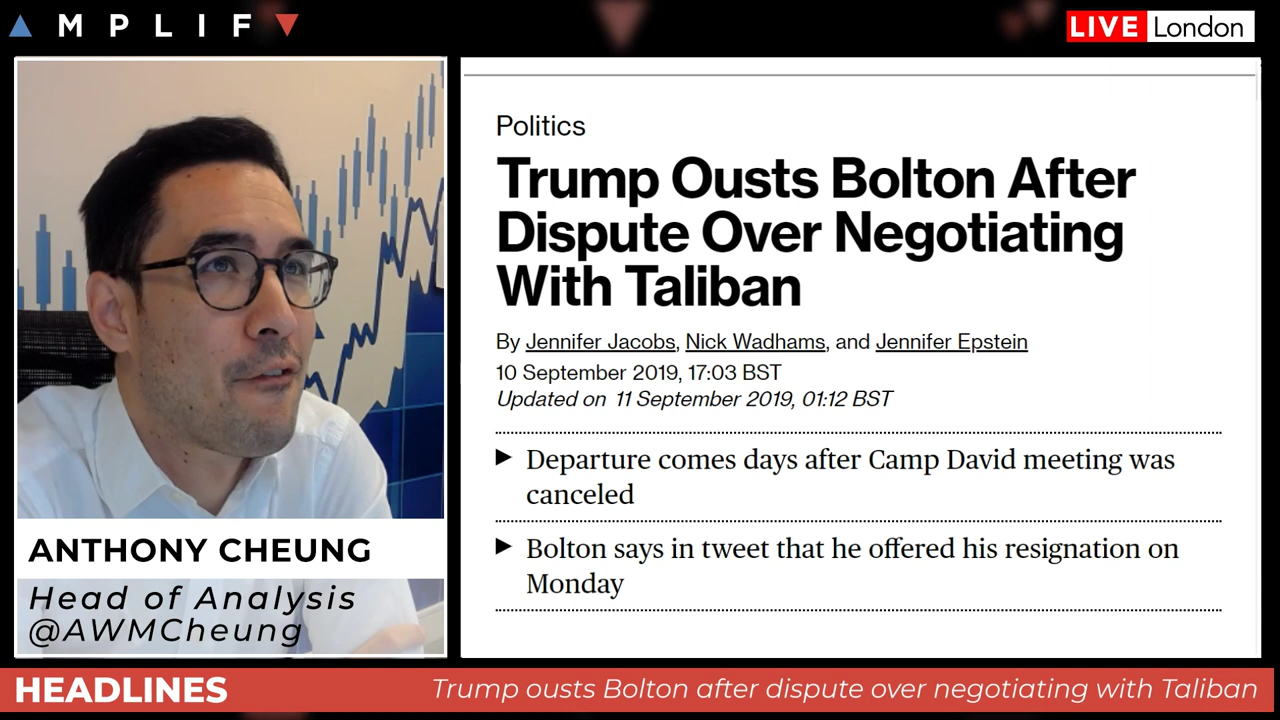 MPLIF
LIVE London
Politics
Trump Ousts Bolton After
Dispute Over Negotiating
With Taliban
By Jennifer Jacobs, Nick Wadhams, and Jennifer Epstein
10 September 2019, 17:03 BST
Updated on 11 September 2019, 01:12 BST
Departure comes days after Camp David meeting was
canceled
Bolton says in tweet that he offered his resignation on
Monday
ANTHONY CHEUNG
Head of Analysis
@AWMCheung
HEADLINES Trump ousts Bolton after dispute over negotiating with Taliban